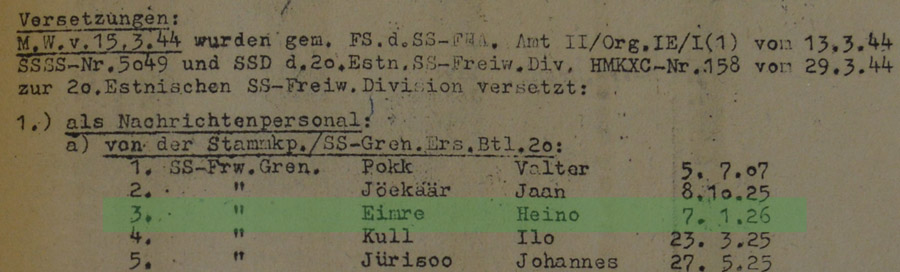 Versetzungen:
M.W.v.15.3.44 wurden gem. FS.d.SS-FHA. Amt II/Org.IE/I(1) von 13.3.44
SSSS-Nr.5o49 und SSD d.2o.Estn.SS-Freiw.Div. HMKXC-Nr.158 von 29.3.44
zur 2o.Estnischen SS-Freiw.Division versetzt:
1.) als Nachrichtenpersonal:
a) von der Stammkp./SS-Gren.Ers.Btl.2o:
1. SS-Frw.Gren. Pokk Valter 5. 7.o7
2. " Jöekäär Jaan 8.1o.25
3. " Eimre Heino 7. 1.26
4. " Kull Ilo 23. 3.25
5. " Jürisoo Johannes 27. 5.25